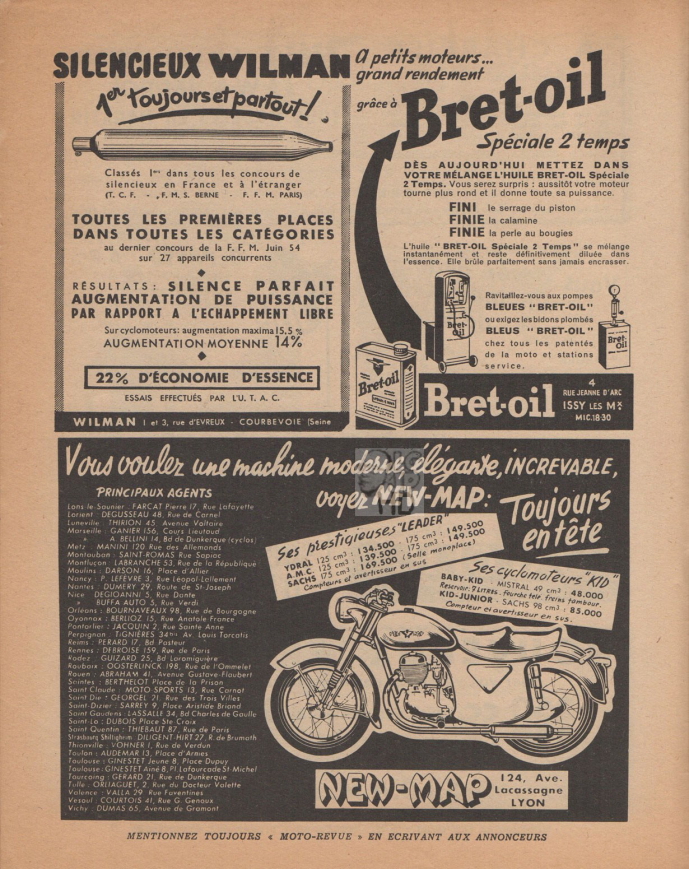 SILENCIEUX WILMAN
1er toujours et partout!
Classés 1ers dans tous les concours de
silencieux en France et à l'étranger
(T. C. F. - F. M. S. BERNE - F. F. M. PARIS)
TOUTES LES PREMIÈRES PLACES
DANS TOUTES LES CATÉGORIES
au dernier concours de la F. F. M. Juin 54
sur 27 appareils concurrents
RÉSULTATS : SILENCE PARFAIT
AUGMENTATION DE PUISSANCE
PAR RAPPORT A L'ECHAPPEMENT LIBRE
Sur cyclomoteurs: augmentation maxima 15,5 %
AUGMENTATION MOYENNE 14%
22% D'ÉCONOMIE D'ESSENCE
ESSAIS EFFECTUÉS PAR L'U. T. A. C.
WILMAN 1 et 3, rue d'EVREUX - COURBEVOIE (Seine
A petits moteurs...
grand rendement
grâce à
Bret-oil
Spéciale 2 temps
DÈS AUJOURD'HUI METTEZ DANS
VOTRE MÉLANGE L'HUILE BRET-OIL Spéciale
2 Temps. Vous serez surpris : aussitôt votre moteur
tourne plus rond et il donne toute sa puissance.
FINI le serrage du piston
FINIE la calamine
FINIE la perle au bougies
L'huile "BRET-OIL Spéciale 2 Temps" se mélange
instantanément et reste définitivement diluée dans
l'essence. Elle brûle parfaitement sans jamais encrasser.
Ravitaillez-vous aux pompes
BLEUES "BRET-OIL"
ou exigez les bidons plombés
BLEUS "BRET-OIL"
chez tous les patentés
de la moto et stations
service.
Bret-Oil
Bret-Oil
Bret-oil
Bret-oil
4
RUE JEANNE D'ARC
ISSY LES Mx
MIC.18-30
Vous voulez une machine moderne, élégante, INCREVABLE,
voyez NEW-MAP:
Toujours
en tête
PRINCIPAUX AGENTS
Lons-le-Saunier : FARCAT Pierre 17, Rue Lafayette
Lorient : DEGUSSEAU 48, Rue de Carnel
Luneville : THIRION 45, Avenue Voltaire
Marseille : GANIER 156, Cours Lieutaud
" A. BELLINI 14, Bd de Dunkerque (cyclos)
Metz : MANINI 120 Rue des Allemands
Montauban : SAINT-ROMAS Rue Sapiac
Montluçon : LABRANCHE 53, Rue de la République
Moulins : DARSON 16, Place d'Allier
Nancy : P. LEFEVRE 3, Rue Léopol-Lallement
Nantes : DUMERY 29, Route de St-Joseph
Nice : DEGIOANNI 5, Rue Dante
" BUFFA AUTO 5, Rue Verdi
Orléans : BOURNAVEAUX 98, Rue de Bourgogne
Oyonnax : BERLIOZ 15, Rue Anatole France
Pontarlier : JACQUIN 2, Rue Sainte Anne
Perpignan : TIGNIÈRES 34ter Av. Louis Torcatis
Reims : PERARD 17, Bd Pasteur
Rennes : DEBROISE 159, Rue de Paris
Rodez : GUIZARD 25, Bd Laromiguière
Roubaix : OOSTERLINCK 198, Rue de l'Ommelet
Rouen : ABRAHAM 41, Avenue Gustave-Flaubert
Saintes : BERTHELOT Place de la Prison
Saint Claude : MOTO SPORTS 13, Rue Carnot
Saint Dié : GEORGEL 21, Rue des Trois Villes
Saint-Dizier : SARREY 9, Place Aristide Briand
Saint Gaudens : LASSALLE 24, Bd Charles de Gaulle
Saint-Lo : DUBOIS Place Ste Croix
Saint Quentin : THIEBAUT 87, Rue de Paris
Strasbourg Shiltighrim : DILIGENT-HIRT 27, R. de Brumath
Thionville : VOHNER 1, Rue de Verdun
Toulon : AUDEMAR 13, Place d'Armes
Toulouse : GINESTET Jeune 8, Place Dupuy
Toulouse : GINESTET Ainé 8, Pl Lafourcade St-Michel
Tourcoing : GERARD 21, Rue de Dunkerque
Tulle : ORLIAGUET, 2, Rue du Docteur Valette
Valence : VALLA 29 Rue Faventines
Vesoul : COURTOIS 41, Rue G. Genoux
Vichy : DUMAS 65, Avenue de Gramont
Ses prestigieuses "LEADER"
YDRAL 125 cm3 : 134.500 - 175 cm3 : 149.500
A.M.C. 125 cm3 : 139.500 - 175 cm3 : 149.500
SACHS 175 cm3 : 169.500 (Selle monoplace)
Compteurs et avertisseur en sus
Ses cyclomoteurs "KID"
BABY-KID - MISTRAL 49 cm3 : 48.000
Réservoir 9 litres - fourche télé. freins tambour.
KID-JUNIOR - SACHS 98 cm3 : 85.000
Compteur et avertisseur en sus.
NEW-MAP
124, Ave.
Lacassagne
LYON
MENTIONNEZ TOUJOURS « MOTO-REVUE » EN ECRIVANT AUX ANNONCEURS